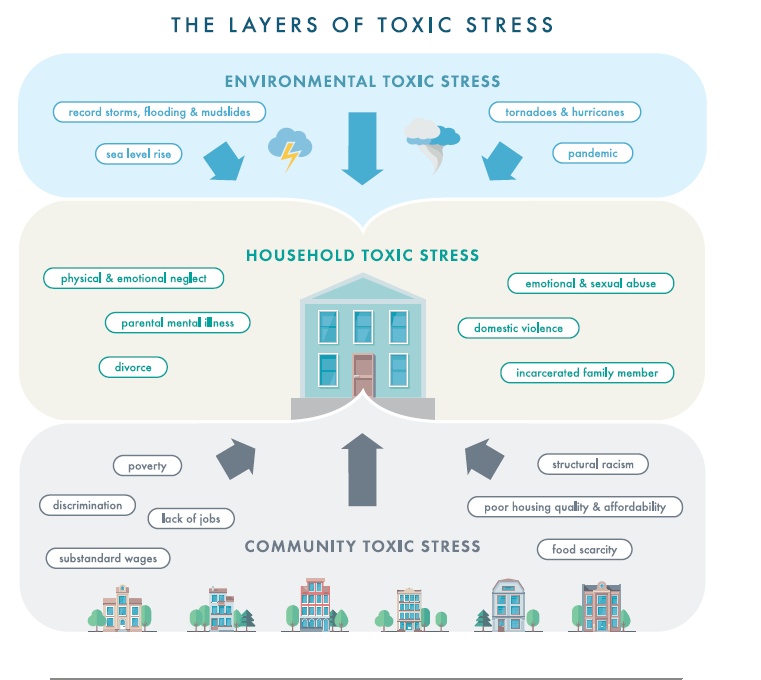 THE LAYERS OF TOXIC STRESS
ENVIRONMENTAL TOXIC STRESS
record storms, flooding & mudslides
tornadoes & hurricanes
sea level rise
pandemic
HOUSEHOLD TOXIC STRESS
physical & emotional neglect
emotional & sexual abuse
parental mental illness
domestic violence
divorce
incarcerated family member
poverty
structural racism
discrimination
poor housing quality & affordability
lack of jobs
COMMUNITY TOXIC STRESS
food scarcity
substandard wages